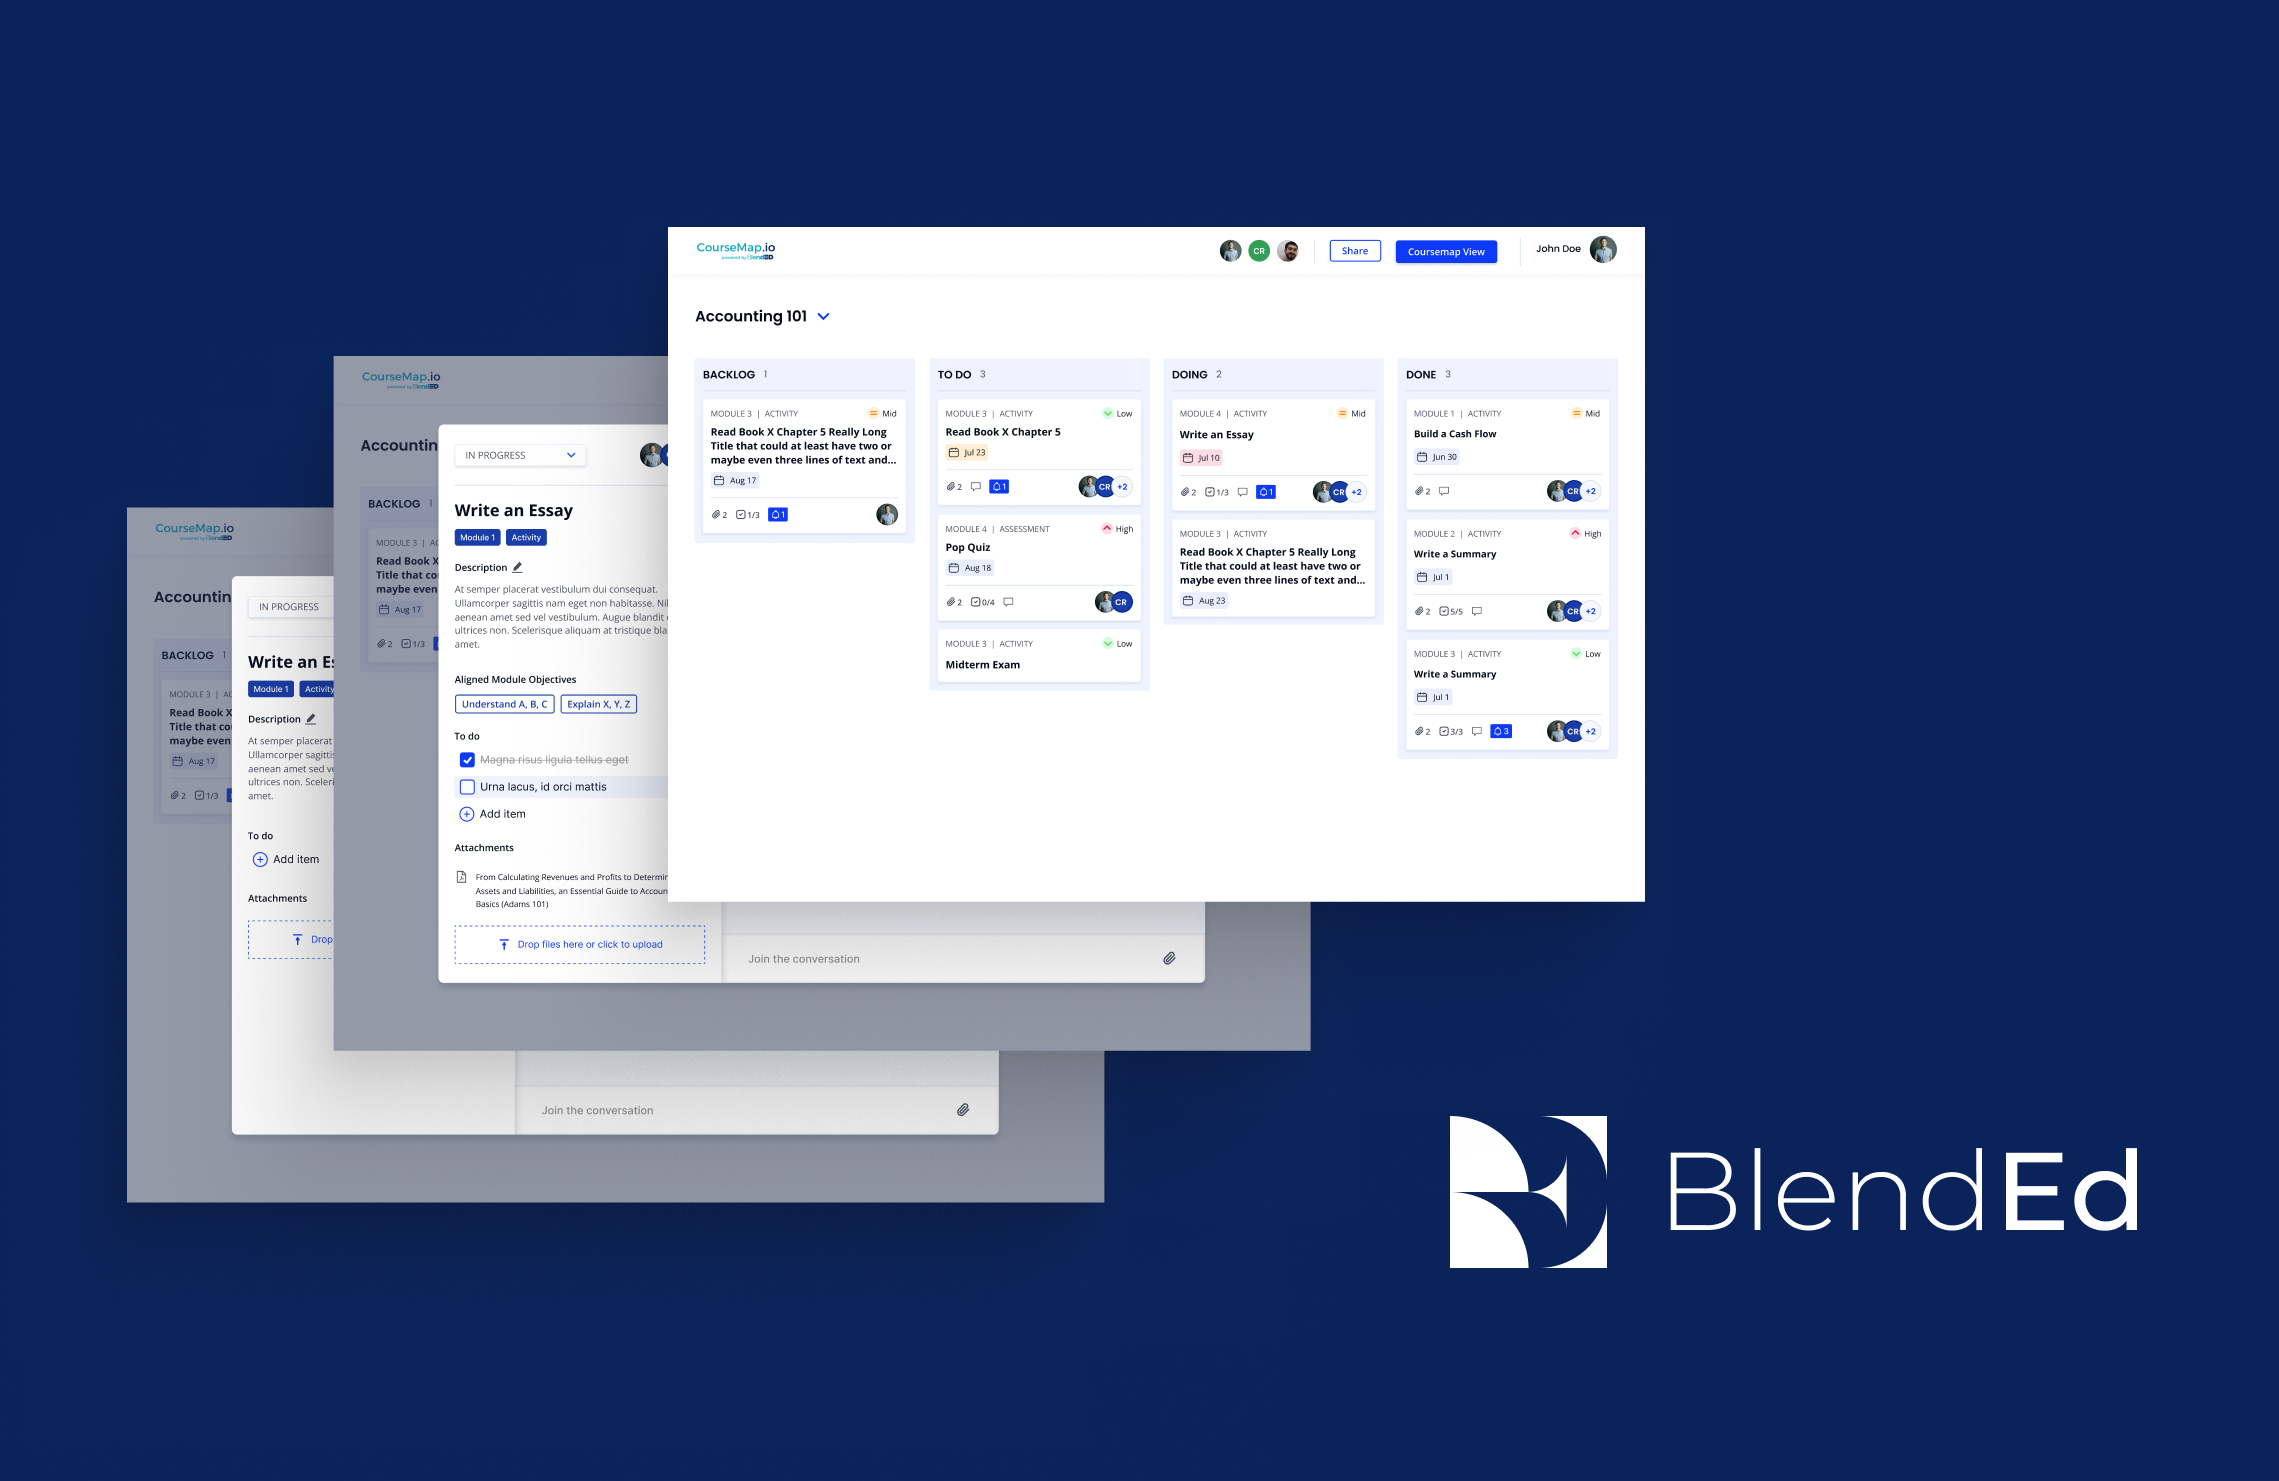 CourseMap.io
powered by BlendED
CR
Share
Coursemap View
John Doe
Accounting 101
BACKLOG 1
MODULE 3 | ACTIVITY
Mid
Read Book X Chapter 5 Really Long
Title that could at least have two or
maybe even three lines of text and...
Aug 17
2 1/3 1
TO DO 3
MODULE 3 | ACTIVITY
Low
Read Book X Chapter 5
Jul 23
2 1 CR +2
MODULE 4 | ASSESSMENT
High
Pop Quiz
Aug 18
2 0/4 CR
MODULE 3 | ACTIVITY
Low
Midterm Exam
DOING 2
MODULE 4 | ACTIVITY
Mid
Write an Essay
Jul 10
2 1/3 1 CR +2
MODULE 3 | ACTIVITY
Read Book X Chapter 5 Really Long
Title that could at least have two or
maybe even three lines of text and...
Aug 23
DONE 3
MODULE 1 | ACTIVITY
Mid
Build a Cash Flow
Jun 30
2 CR +2
MODULE 2 | ACTIVITY
High
Write a Summary
Jul 1
2 5/5 CR +2
MODULE 3 | ACTIVITY
Low
Write a Summary
Jul 1
2 3/3 3 CR +2
CourseMap.io
powered by BlendED
Accountin
BACKLOG 1
MODULE 3 | AC
Read Book X
Title that co
maybe even
Aug 17
2 1/3
IN PROGRESS
Write an Essay
Module 1
Activity
Description
At semper placerat vestibulum dui consequat.
Ullamcorper sagittis nam eget non habitasse. Ni
aenean amet sed vel vestibulum. Augue blandit
ultrices non. Scelerisque aliquam at tristique bla
amet.
Aligned Module Objectives
Understand A, B, C
Explain X, Y, Z
To do
Magna risus ligula tellus eget
Urna lacus, id orci mattis
Add item
Attachments
From Calculating Revenues and Profits to Determin
Assets and Liabilities, an Essential Guide to Accoun
Basics (Adams 101)
Drop files here or click to upload
Join the conversation
CourseMap.io
powered by BlendED
Accountin
BACKLOG 1
MODULE 3 | AC
Read Book X
Title that cou
maybe even
Aug 17
2 1/3
IN PROGRESS
Write an Es
Module 1
Activity
Description
At semper placerat
Ullamcorper sagitti
aenean amet sed v
ultrices non. Sceleri
amet.
To do
Add item
Attachments
Drop
Join the conversation
BlendEd